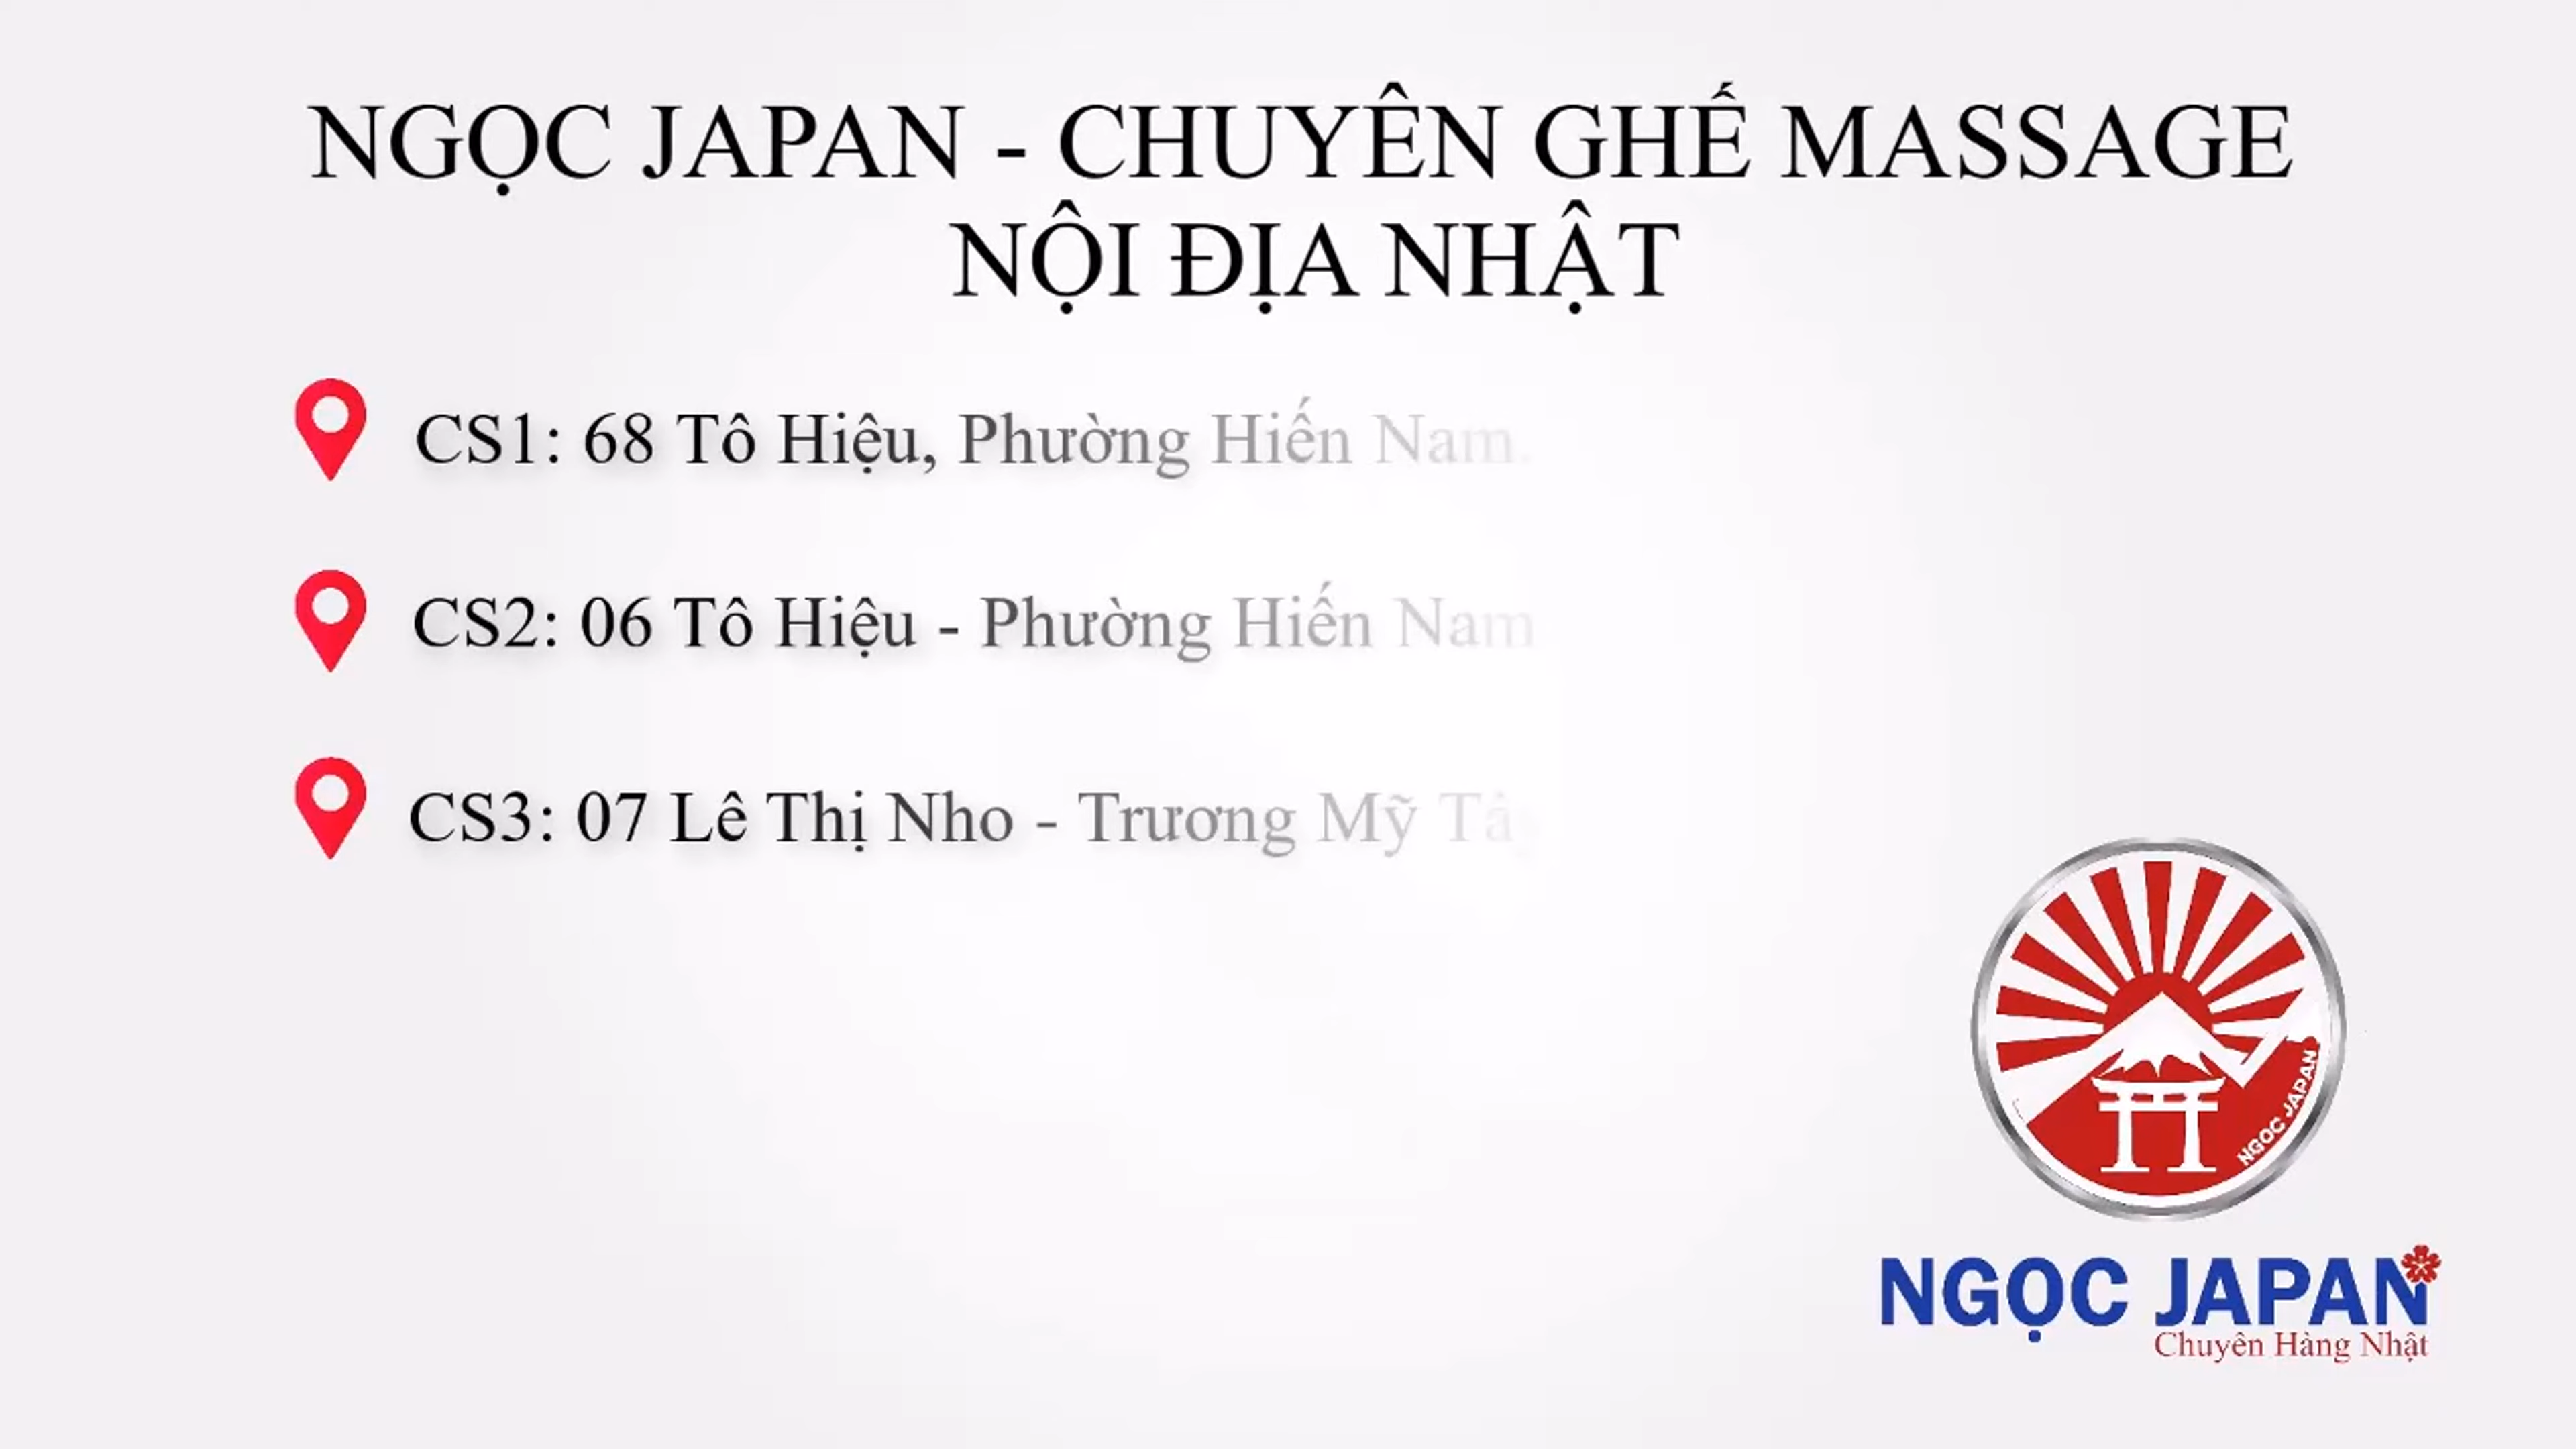 NGỌC JAPAN - CHUYÊN GHẾ MASSAGE
NỘI ĐỊA NHẬT
CS1: 68 Tô Hiệu, Phường Hiến Nam.
CS2: 06 Tô Hiệu - Phường Hiến Nam
CS3: 07 Lê Thị Nho - Trương Mỹ Tây
NGOC JAPAN
NGỌC JAPAN
Chuyên Hàng Nhật